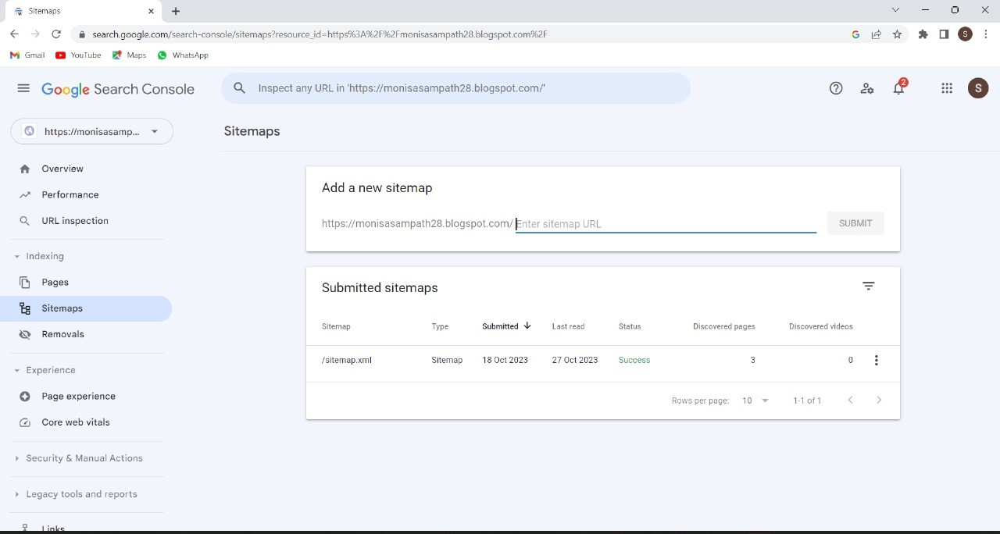 Sitemaps
search.google.com/search-console/sitemaps?resource_id=https%3A%2F%2Fmonisasampath28.blogspot.com%2F
G
S
Gmail YouTube Maps WhatsApp
Google Search Console
Inspect any URL in 'https://monisasampath28.blogspot.com/'
2
S
https://monisasamp...
Sitemaps
Overview
Performance
URL inspection
Indexing
Pages
Sitemaps
Removals
Experience
Page experience
Core web vitals
Security & Manual Actions
Legacy tools and reports
Links
Add a new sitemap
https://monisasampath28.blogspot.com/ Enter sitemap URL SUBMIT
Submitted sitemaps
Sitemap Type Submitted Last read Status Discovered pages Discovered videos
/sitemap.xml Sitemap 18 Oct 2023 27 Oct 2023 Success 3 0
Rows per page: 10 1-1 of 1